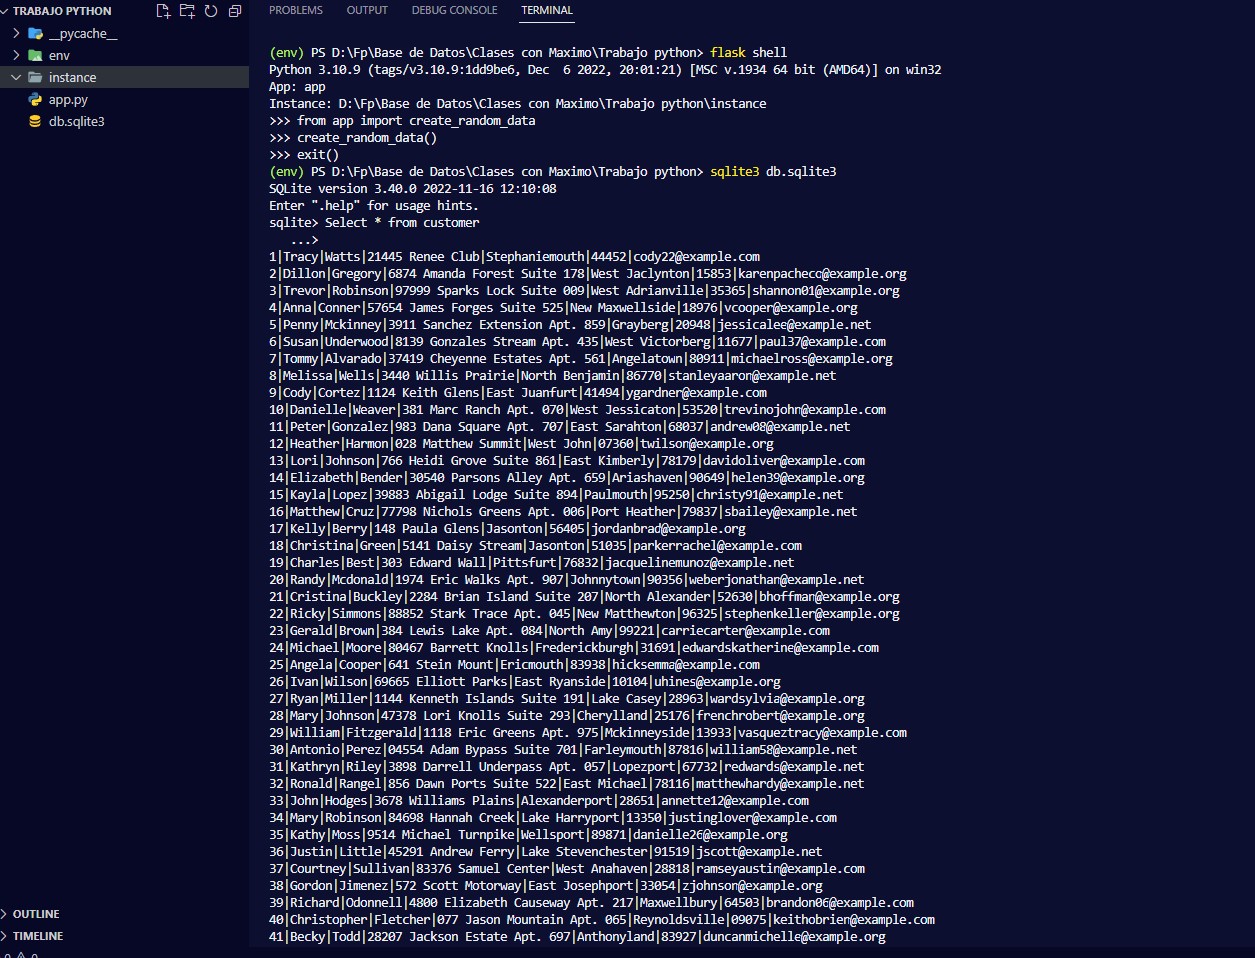 TRABAJO PYTHON
__pycache__
env
instance
app.py
db.sqlite3
OUTLINE
TIMELINE
PROBLEMS OUTPUT DEBUG CONSOLE TERMINAL
(env) PS D:\Fp\Base de Datos\Clases con Maximo\Trabajo python> flask shell
Python 3.10.9 (tags/v3.10.9:1dd9be6, Dec  6 2022, 20:01:21) [MSC v.1934 64 bit (AMD64)] on win32
App: app
Instance: D:\Fp\Base de Datos\Clases con Maximo\Trabajo python\instance
>>> from app import create_random_data
>>> create_random_data()
>>> exit()
(env) PS D:\Fp\Base de Datos\Clases con Maximo\Trabajo python> sqlite3 db.sqlite3
SQLite version 3.40.0 2022-11-16 12:10:08
Enter ".help" for usage hints.
sqlite> Select * from customer
   ...>
1|Tracy|Watts|21445 Renee Club|Stephaniemouth|44452|cody22@example.com
2|Dillon|Gregory|6874 Amanda Forest Suite 178|West Jaclynton|15853|karenpacheco@example.org
3|Trevor|Robinson|97999 Sparks Lock Suite 009|West Adrianville|35365|shannon01@example.org
4|Anna|Conner|57654 James Forges Suite 525|New Maxwellside|18976|vcooper@example.org
5|Penny|Mckinney|3911 Sanchez Extension Apt. 859|Grayberg|20948|jessicalee@example.net
6|Susan|Underwood|8139 Gonzales Stream Apt. 435|West Victorberg|11677|paul37@example.com
7|Tommy|Alvarado|37419 Cheyenne Estates Apt. 561|Angelatown|80911|michaelross@example.org
8|Melissa|Wells|3440 Willis Prairie|North Benjamin|86770|stanleyaaron@example.net
9|Cody|Cortez|1124 Keith Glens|East Juanfurt|41494|ygardner@example.com
10|Danielle|Weaver|381 Marc Ranch Apt. 070|West Jessicaton|53520|trevinojohn@example.com
11|Peter|Gonzalez|983 Dana Square Apt. 707|East Sarahton|68037|andrew08@example.net
12|Heather|Harmon|028 Matthew Summit|West John|07360|twilson@example.org
13|Lori|Johnson|766 Heidi Grove Suite 861|East Kimberly|78179|davidoliver@example.com
14|Elizabeth|Bender|30540 Parsons Alley Apt. 659|Ariashaven|90649|helen39@example.org
15|Kayla|Lopez|39883 Abigail Lodge Suite 894|Paulmouth|95250|christy91@example.net
16|Matthew|Cruz|77798 Nichols Greens Apt. 006|Port Heather|79837|sbailey@example.net
17|Kelly|Berry|148 Paula Glens|Jasonton|56405|jordanbrad@example.org
18|Christina|Green|5141 Daisy Stream|Jasonton|51035|parkerrachel@example.com
19|Charles|Best|303 Edward Wall|Pittsfurt|76832|jacquelinemunoz@example.net
20|Randy|Mcdonald|1974 Eric Walks Apt. 907|Johnnytown|90356|weberjonathan@example.net
21|Cristina|Buckley|2284 Brian Island Suite 207|North Alexander|52630|bhoffman@example.org
22|Ricky|Simmons|88852 Stark Trace Apt. 045|New Matthewton|96325|stephenkeller@example.org
23|Gerald|Brown|384 Lewis Lake Apt. 084|North Amy|99221|carriecarter@example.com
24|Michael|Moore|80467 Barrett Knolls|Frederickburgh|31691|edwardskatherine@example.com
25|Angela|Cooper|641 Stein Mount|Ericmouth|83938|hicksemma@example.com
26|Ivan|Wilson|69665 Elliott Parks|East Ryanside|10104|uhines@example.org
27|Ryan|Miller|1144 Kenneth Islands Suite 191|Lake Casey|28963|wardsylvia@example.org
28|Mary|Johnson|47378 Lori Knolls Suite 293|Cherylland|25176|frenchrobert@example.org
29|William|Fitzgerald|1118 Eric Greens Apt. 975|Mckinneyside|13933|vasqueztracy@example.com
30|Antonio|Perez|04554 Adam Bypass Suite 701|Farleymouth|87816|william58@example.net
31|Kathryn|Riley|3898 Darrell Underpass Apt. 057|Lopezport|67732|redwards@example.net
32|Ronald|Rangel|856 Dawn Ports Suite 522|East Michael|78116|matthewhardy@example.net
33|John|Hodges|3678 Williams Plains|Alexanderport|28651|annette12@example.com
34|Mary|Robinson|84698 Hannah Creek|Lake Harryport|13350|justinglover@example.com
35|Kathy|Moss|9514 Michael Turnpike|Wellsport|89871|danielle26@example.org
36|Justin|Little|45291 Andrew Ferry|Lake Stevenchester|91519|jscott@example.net
37|Courtney|Sullivan|83376 Samuel Center|West Anahaven|28818|ramseyaustin@example.com
38|Gordon|Jimenez|572 Scott Motorway|East Josephport|33054|zjohnson@example.org
39|Richard|Odonnell|4800 Elizabeth Causeway Apt. 217|Maxwellbury|64503|brandon06@example.com
40|Christopher|Fletcher|077 Jason Mountain Apt. 065|Reynoldsville|09075|keithobrien@example.com
41|Becky|Todd|28207 Jackson Estate Apt. 697|Anthonyland|83927|duncanmichelle@example.org